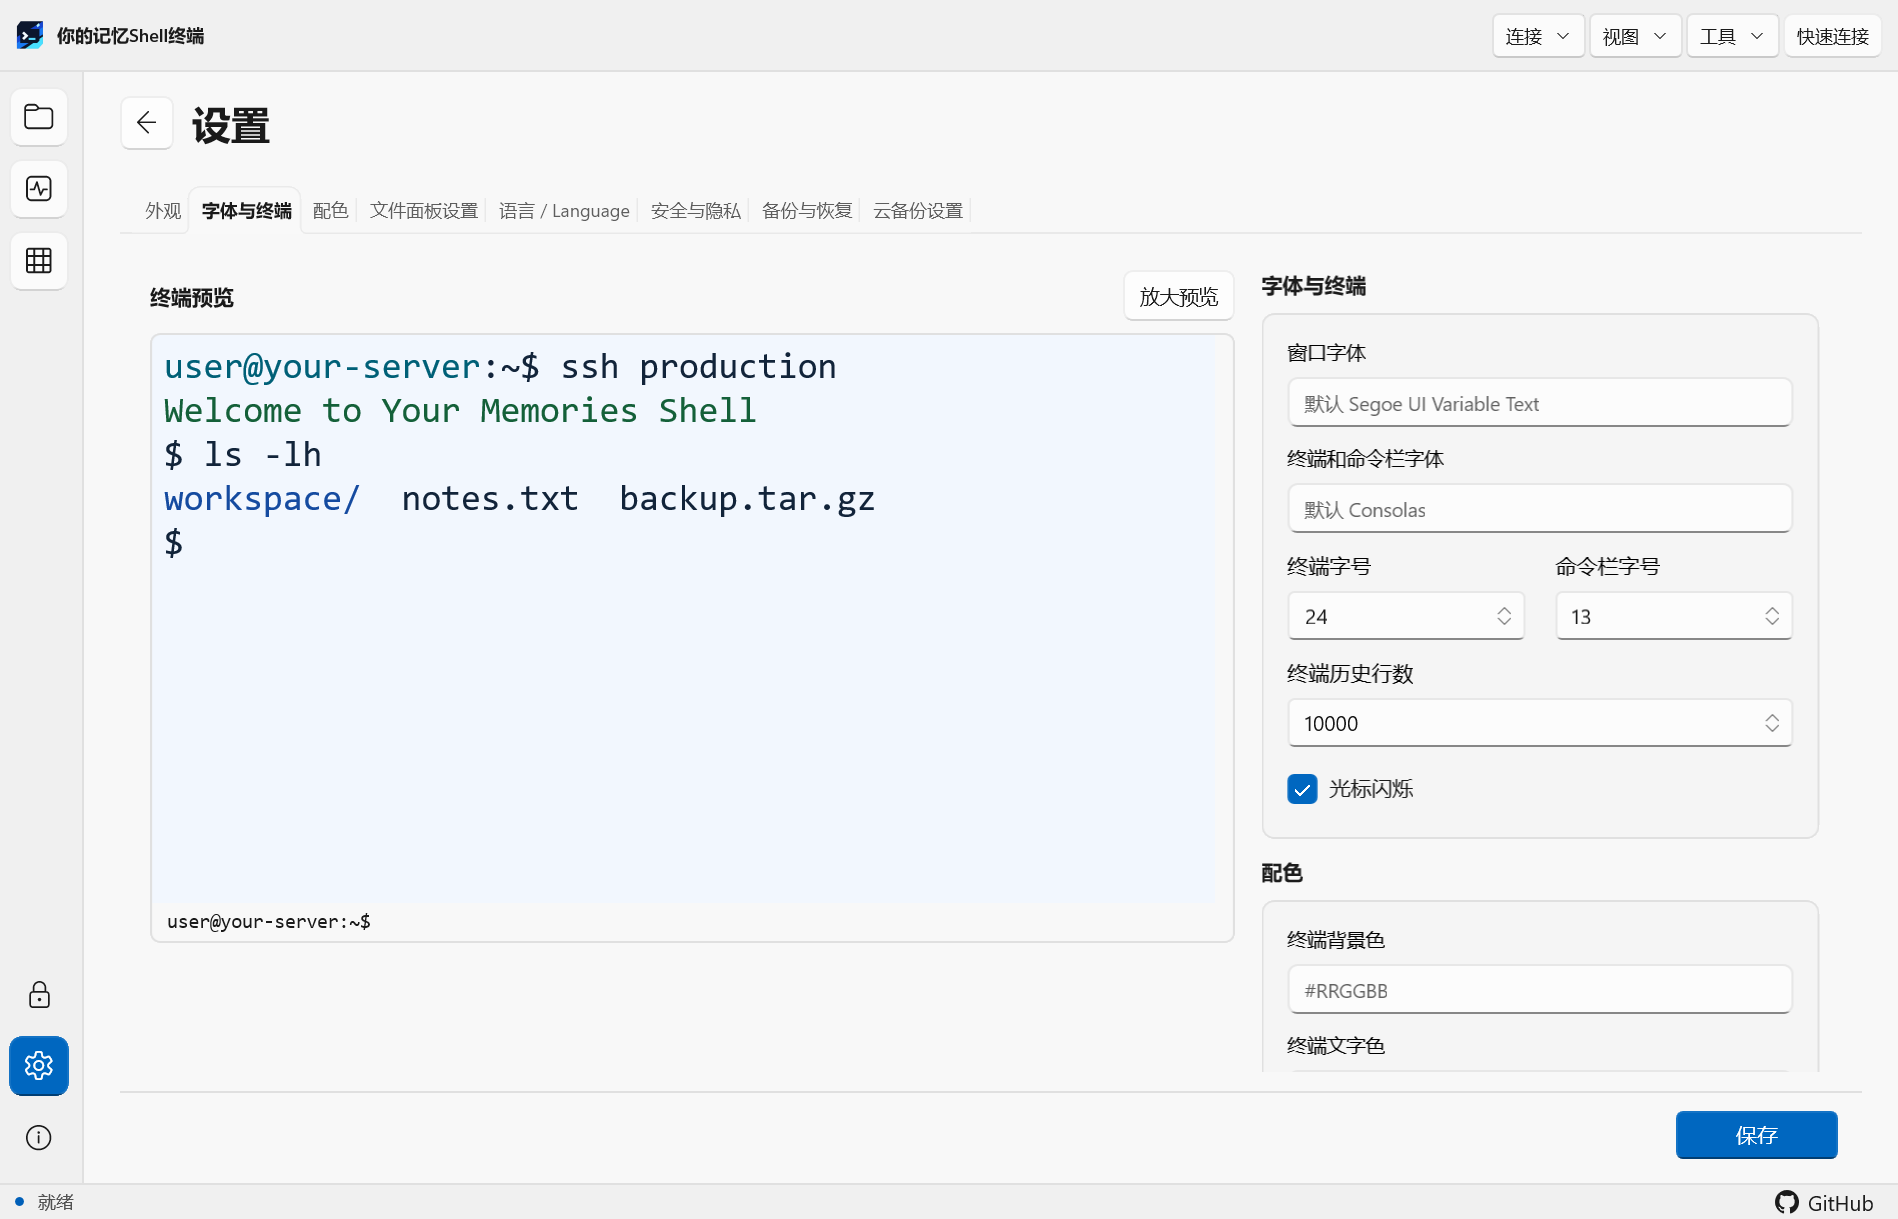 你的记忆Shell终端
连接
视图
工具
快速连接
设置
外观
字体与终端
配色
文件面板设置
语言 / Language
安全与隐私
备份与恢复
云备份设置
终端预览
放大预览
user@your-server:~$ ssh production
Welcome to Your Memories Shell
$ ls -lh
workspace/  notes.txt  backup.tar.gz
$
user@your-server:~$
字体与终端
窗口字体
默认 Segoe UI Variable Text
终端和命令栏字体
默认 Consolas
终端字号
命令栏字号
24
13
终端历史行数
10000
光标闪烁
配色
终端背景色
#RRGGBB
终端文字色
保存
就绪
GitHub